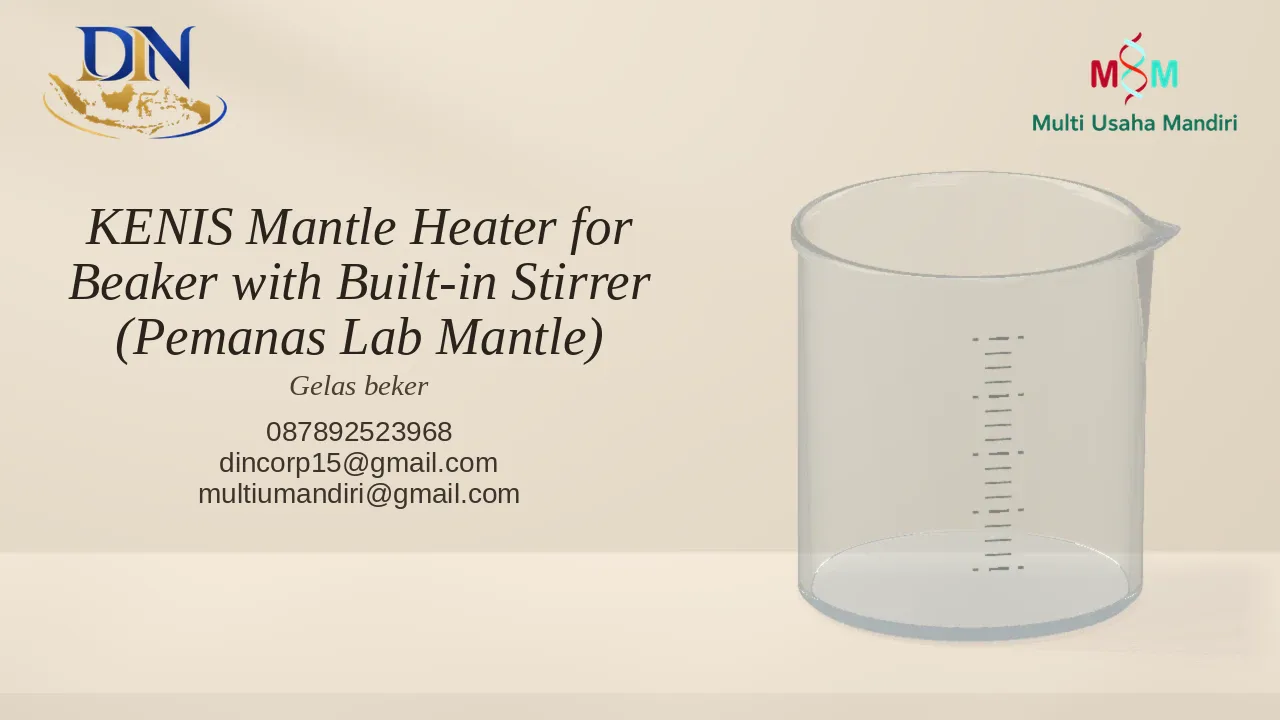 DIN
MSM
Multi Usaha Mandiri
KENIS Mantle Heater for
Beaker with Built-in Stirrer
(Pemanas Lab Mantle)
Gelas beker
087892523968
dincorp15@gmail.com
multiumandiri@gmail.com